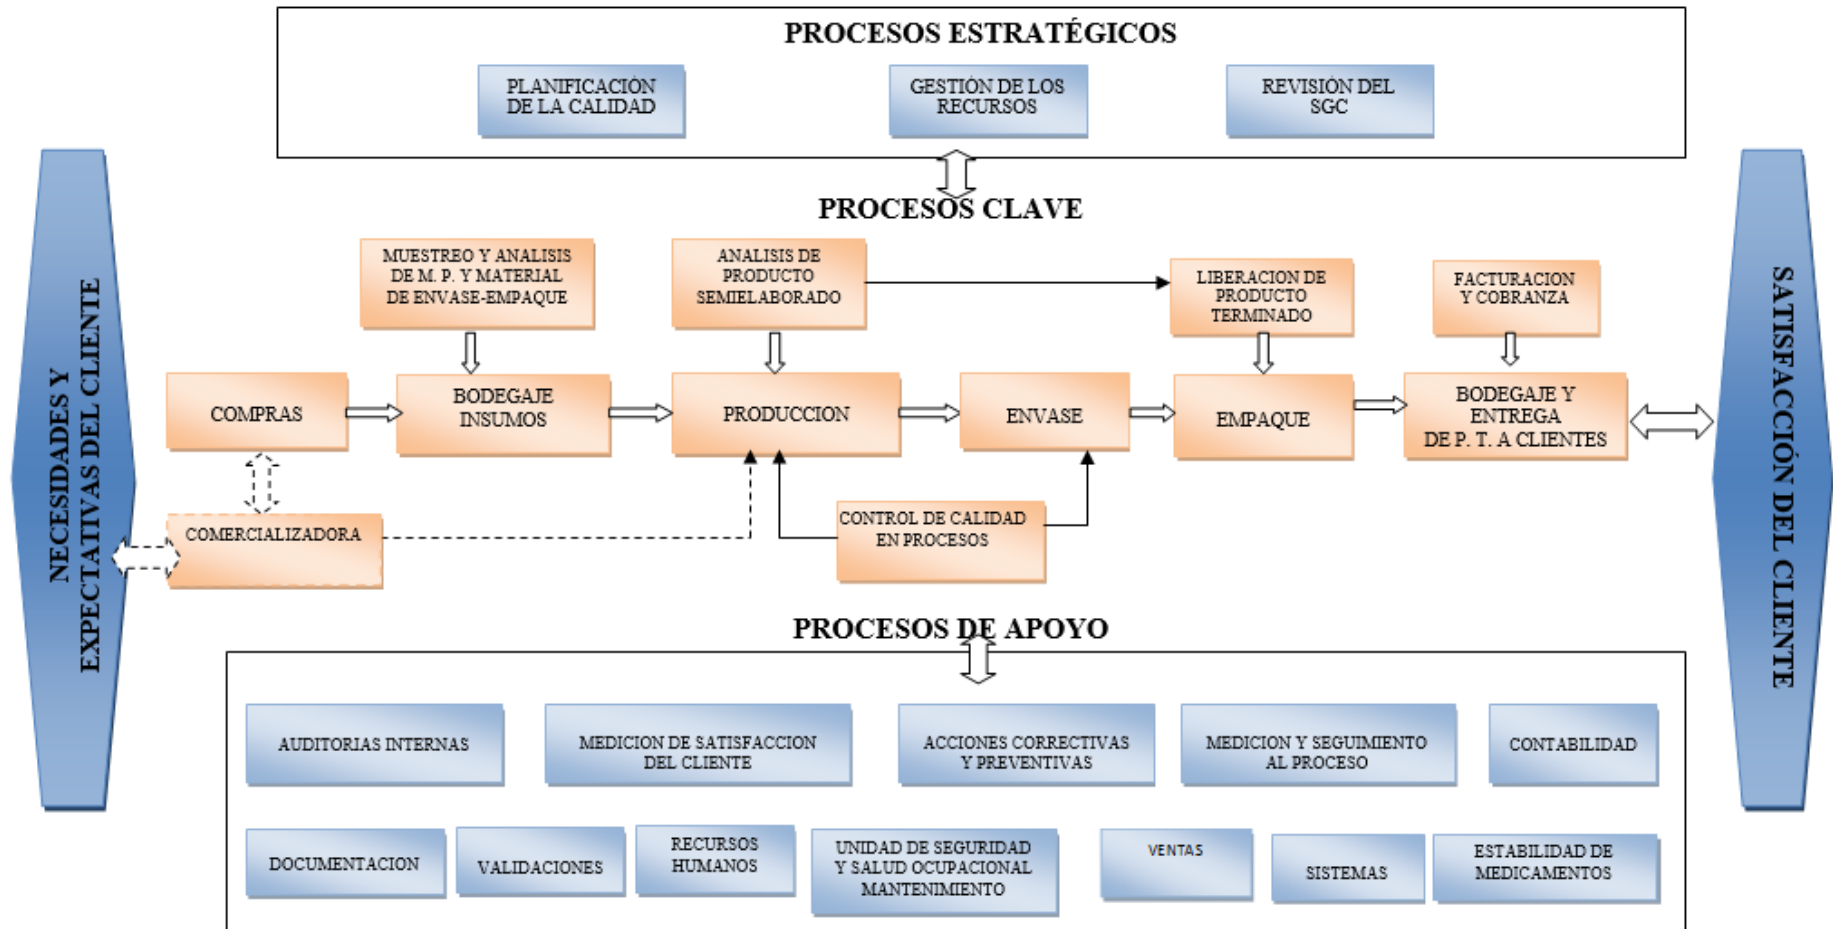 PROCESOS ESTRATÉGICOS
PLANIFICACIÓN
DE LA CALIDAD
GESTIÓN DE LOS
RECURSOS
REVISIÓN DEL
SGC
PROCESOS CLAVE
NECESIDADES Y
EXPECTATIVAS DEL CLIENTE
MUESTREO Y ANALISIS
DE M. P. Y MATERIAL
DE ENVASE-EMPAQUE
ANALISIS DE
PRODUCTO
SEMIELABORADO
LIBERACION DE
PRODUCTO
TERMINADO
FACTURACION
Y COBRANZA
COMPRAS
BODEGAJE
INSUMOS
PRODUCCION
ENVASE
EMPAQUE
BODEGAJE Y
ENTREGA
DE P. T. A CLIENTES
COMERCIALIZADORA
CONTROL DE CALIDAD
EN PROCESOS
SATISFACCIÓN DEL CLIENTE
PROCESOS DE APOYO
AUDITORIAS INTERNAS
MEDICION DE SATISFACCION
DEL CLIENTE
ACCIONES CORRECTIVAS
Y PREVENTIVAS
MEDICION Y SEGUIMIENTO
AL PROCESO
CONTABILIDAD
DOCUMENTACION
VALIDACIONES
RECURSOS
HUMANOS
UNIDAD DE SEGURIDAD
Y SALUD OCUPACIONAL
MANTENIMIENTO
VENTAS
SISTEMAS
ESTABILIDAD DE
MEDICAMENTOS